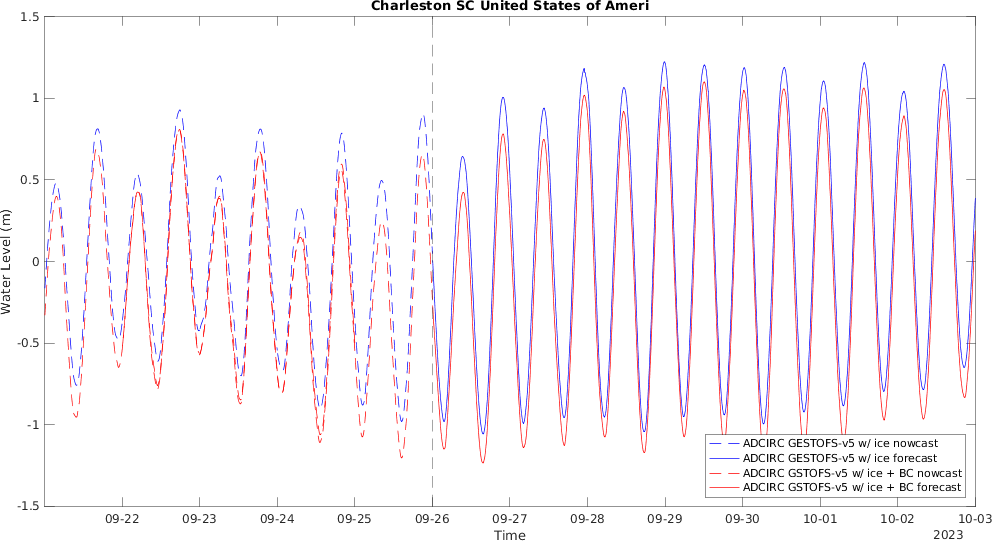 Charleston SC United States of Ameri
1.5
1
0.5
0
-0.5
-1
-1.5
Water Level (m)
ADCIRC GESTOFS-v5 w/ ice nowcast
ADCIRC GESTOFS-v5 w/ ice forecast
ADCIRC GSTOFS-v5 w/ ice + BC nowcast
ADCIRC GSTOFS-v5 w/ ice + BC forecast
09-22 09-23 09-24 09-25 09-26 09-27 09-28 09-29 09-30 10-01 10-02 10-03
Time
2023